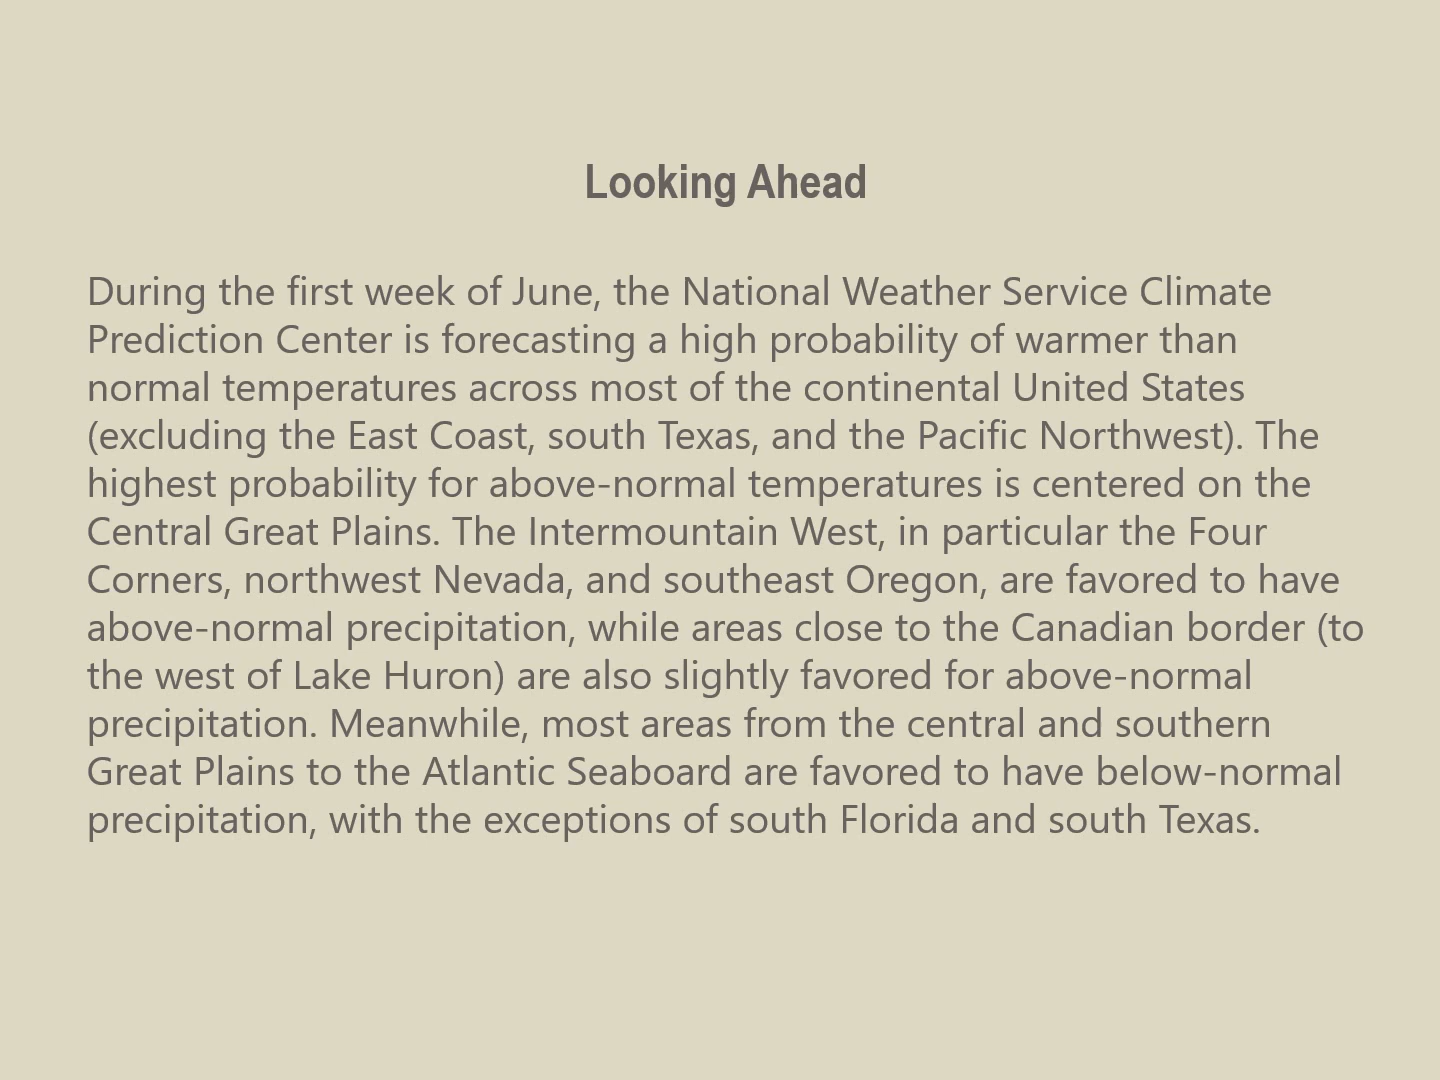 Looking Ahead
During the first week of June, the National Weather Service Climate
Prediction Center is forecasting a high probability of warmer than
normal temperatures across most of the continental United States
(excluding the East Coast, south Texas, and the Pacific Northwest). The
highest probability for above-normal temperatures is centered on the
Central Great Plains. The Intermountain West, in particular the Four
Corners, northwest Nevada, and southeast Oregon, are favored to have
above-normal precipitation, while areas close to the Canadian border (to
the west of Lake Huron) are also slightly favored for above-normal
precipitation. Meanwhile, most areas from the central and southern
Great Plains to the Atlantic Seaboard are favored to have below-normal
precipitation, with the exceptions of south Florida and south Texas.